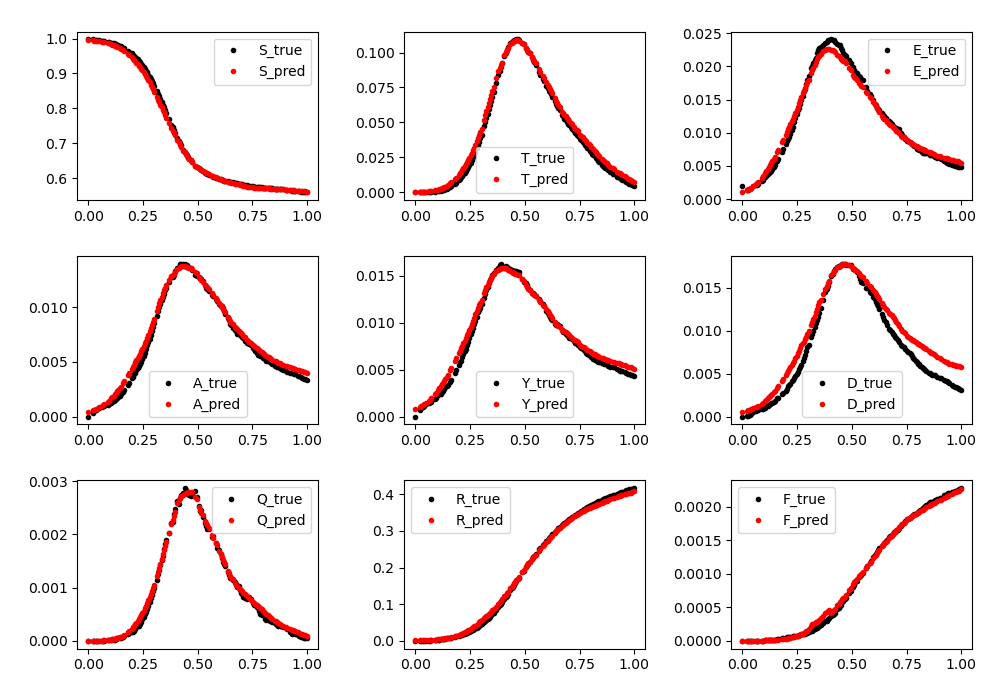 1.0
0.9
0.8
0.7
0.6
0.00 0.25 0.50 0.75 1.00
S_true
S_pred
0.100
0.075
0.050
0.025
0.000
0.00 0.25 0.50 0.75 1.00
T_true
T_pred
0.025
0.020
0.015
0.010
0.005
0.000
0.00 0.25 0.50 0.75 1.00
E_true
E_pred
0.010
0.005
0.000
0.00 0.25 0.50 0.75 1.00
A_true
A_pred
0.015
0.010
0.005
0.000
0.00 0.25 0.50 0.75 1.00
Y_true
Y_pred
0.015
0.010
0.005
0.000
0.00 0.25 0.50 0.75 1.00
D_true
D_pred
0.003
0.002
0.001
0.000
0.00 0.25 0.50 0.75 1.00
Q_true
Q_pred
0.4
0.3
0.2
0.1
0.0
0.00 0.25 0.50 0.75 1.00
R_true
R_pred
0.0020
0.0015
0.0010
0.0005
0.0000
0.00 0.25 0.50 0.75 1.00
F_true
F_pred